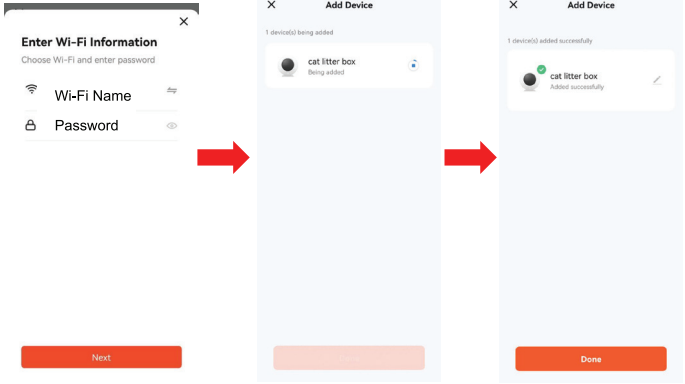 Enter Wi-Fi Information
Choose Wi-Fi and enter password
Wi-Fi Name
Password
Next
Add Device
1 device(s) being added
cat litter box
Being added
Add Device
1 device(s) added successfully
cat litter box
Added successfully
Done